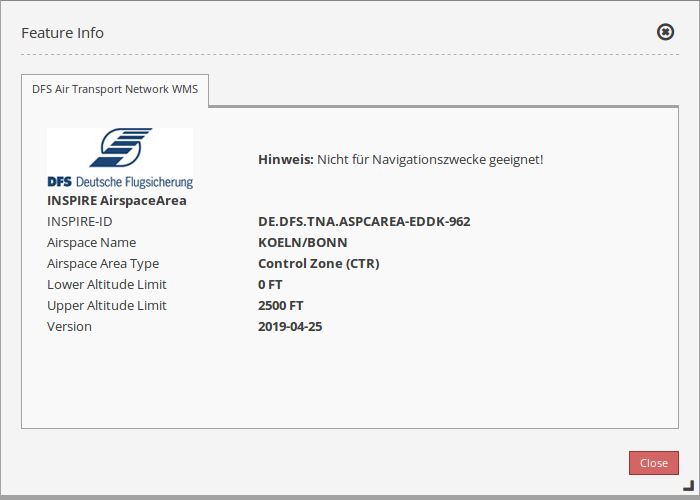 Feature Info
DFS Air Transport Network WMS
DFS Deutsche Flugsicherung
Hinweis: Nicht für Navigationszwecke geeignet!
INSPIRE AirspaceArea
INSPIRE-ID DE.DFS.TNA.ASPCAREA-EDDK-962
Airspace Name KOELN/BONN
Airspace Area Type Control Zone (CTR)
Lower Altitude Limit 0 FT
Upper Altitude Limit 2500 FT
Version 2019-04-25
Close